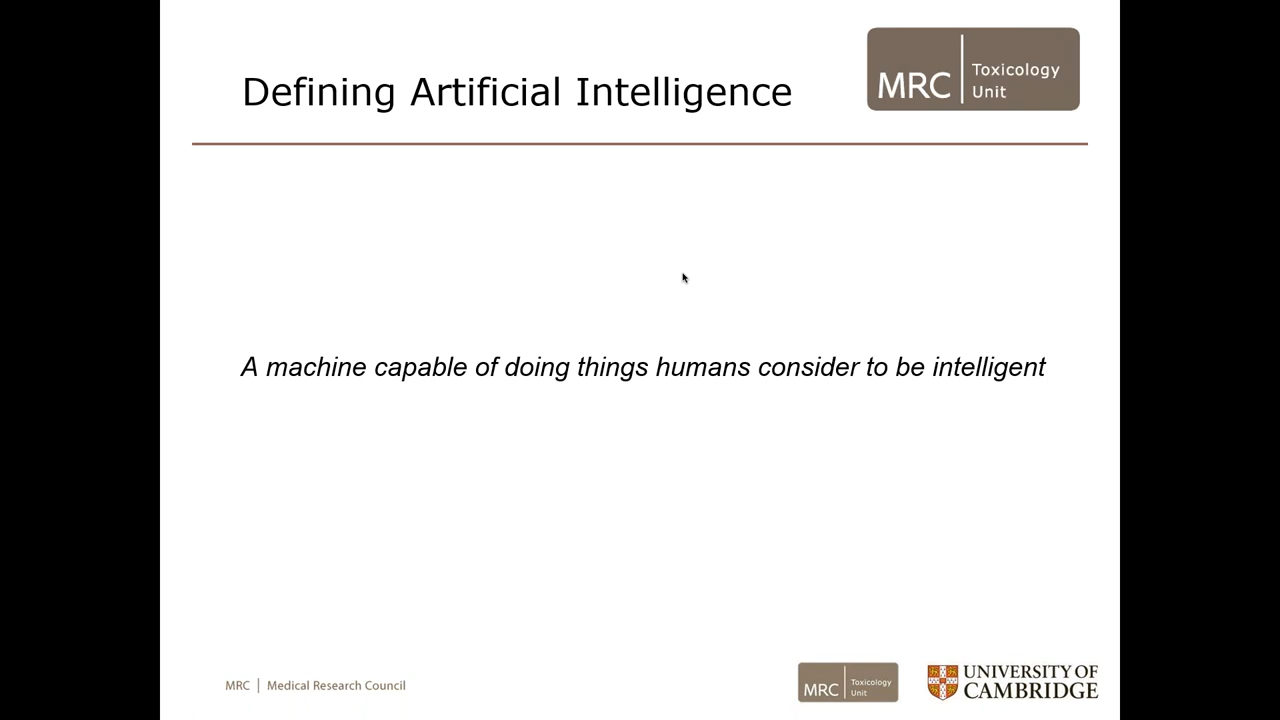 Defining Artificial Intelligence
MRC | Toxicology Unit
A machine capable of doing things humans consider to be intelligent
MRC | Medical Research Council
MRC | Toxicology Unit
UNIVERSITY OF
CAMBRIDGE